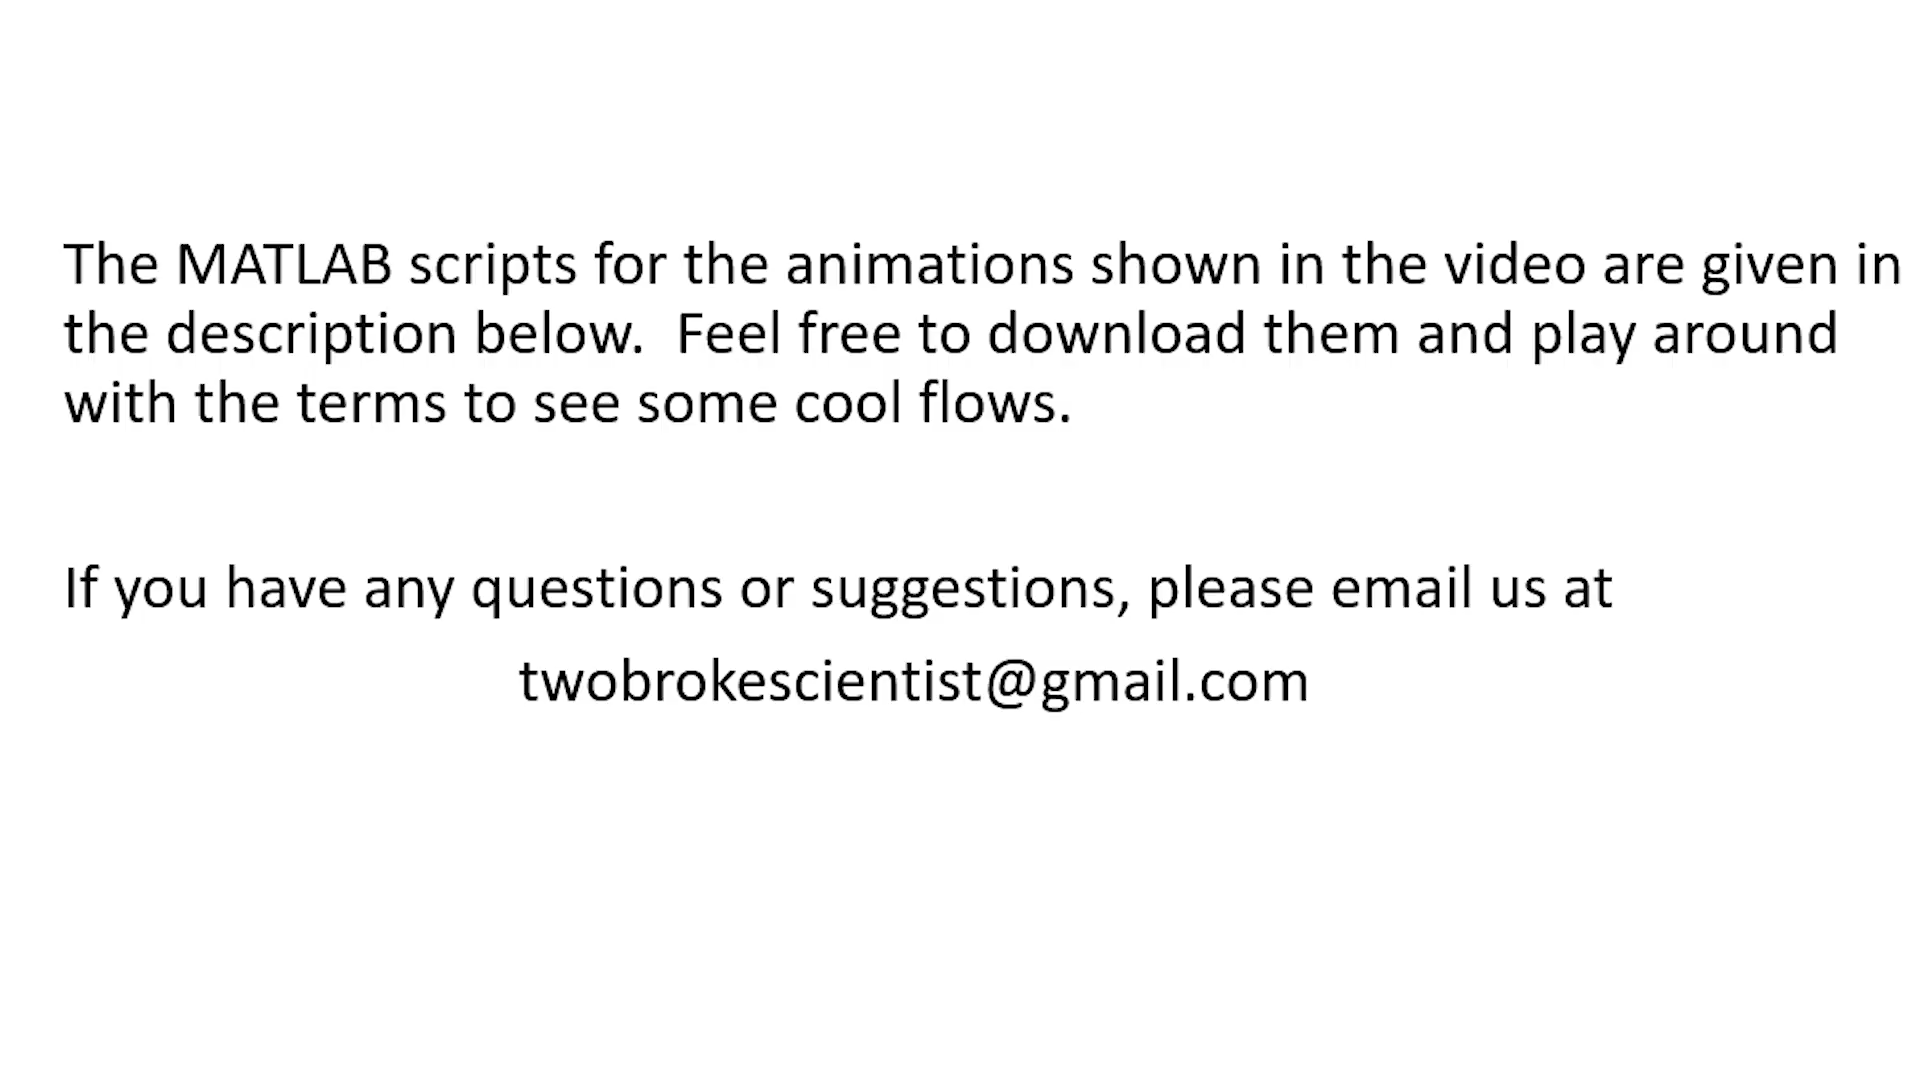 The MATLAB scripts for the animations shown in the video are given in
the description below.  Feel free to download them and play around
with the terms to see some cool flows.
If you have any questions or suggestions, please email us at
twobrokescientist@gmail.com